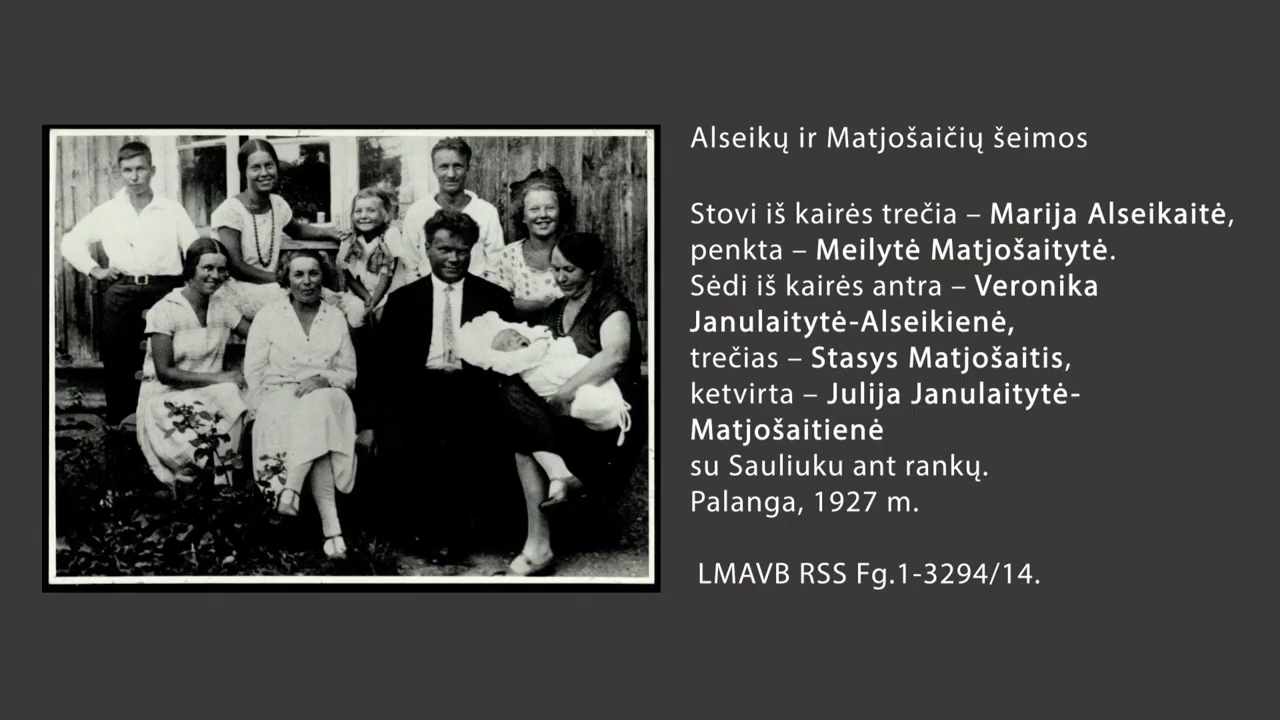 Alseikų ir Matjošaičių šeimos
Stovi iš kairės trečia – Marija Alseikaitė,
penkta – Meilytė Matjošaitytė.
Sėdi iš kairės antra – Veronika
Janulaitytė-Alseikienė,
trečias – Stasys Matjošaitis,
ketvirta – Julija Janulaitytė-
Matjošaitienė
su Sauliuku ant rankų.
Palanga, 1927 m.
LMAVB RSS Fg.1-3294/14.